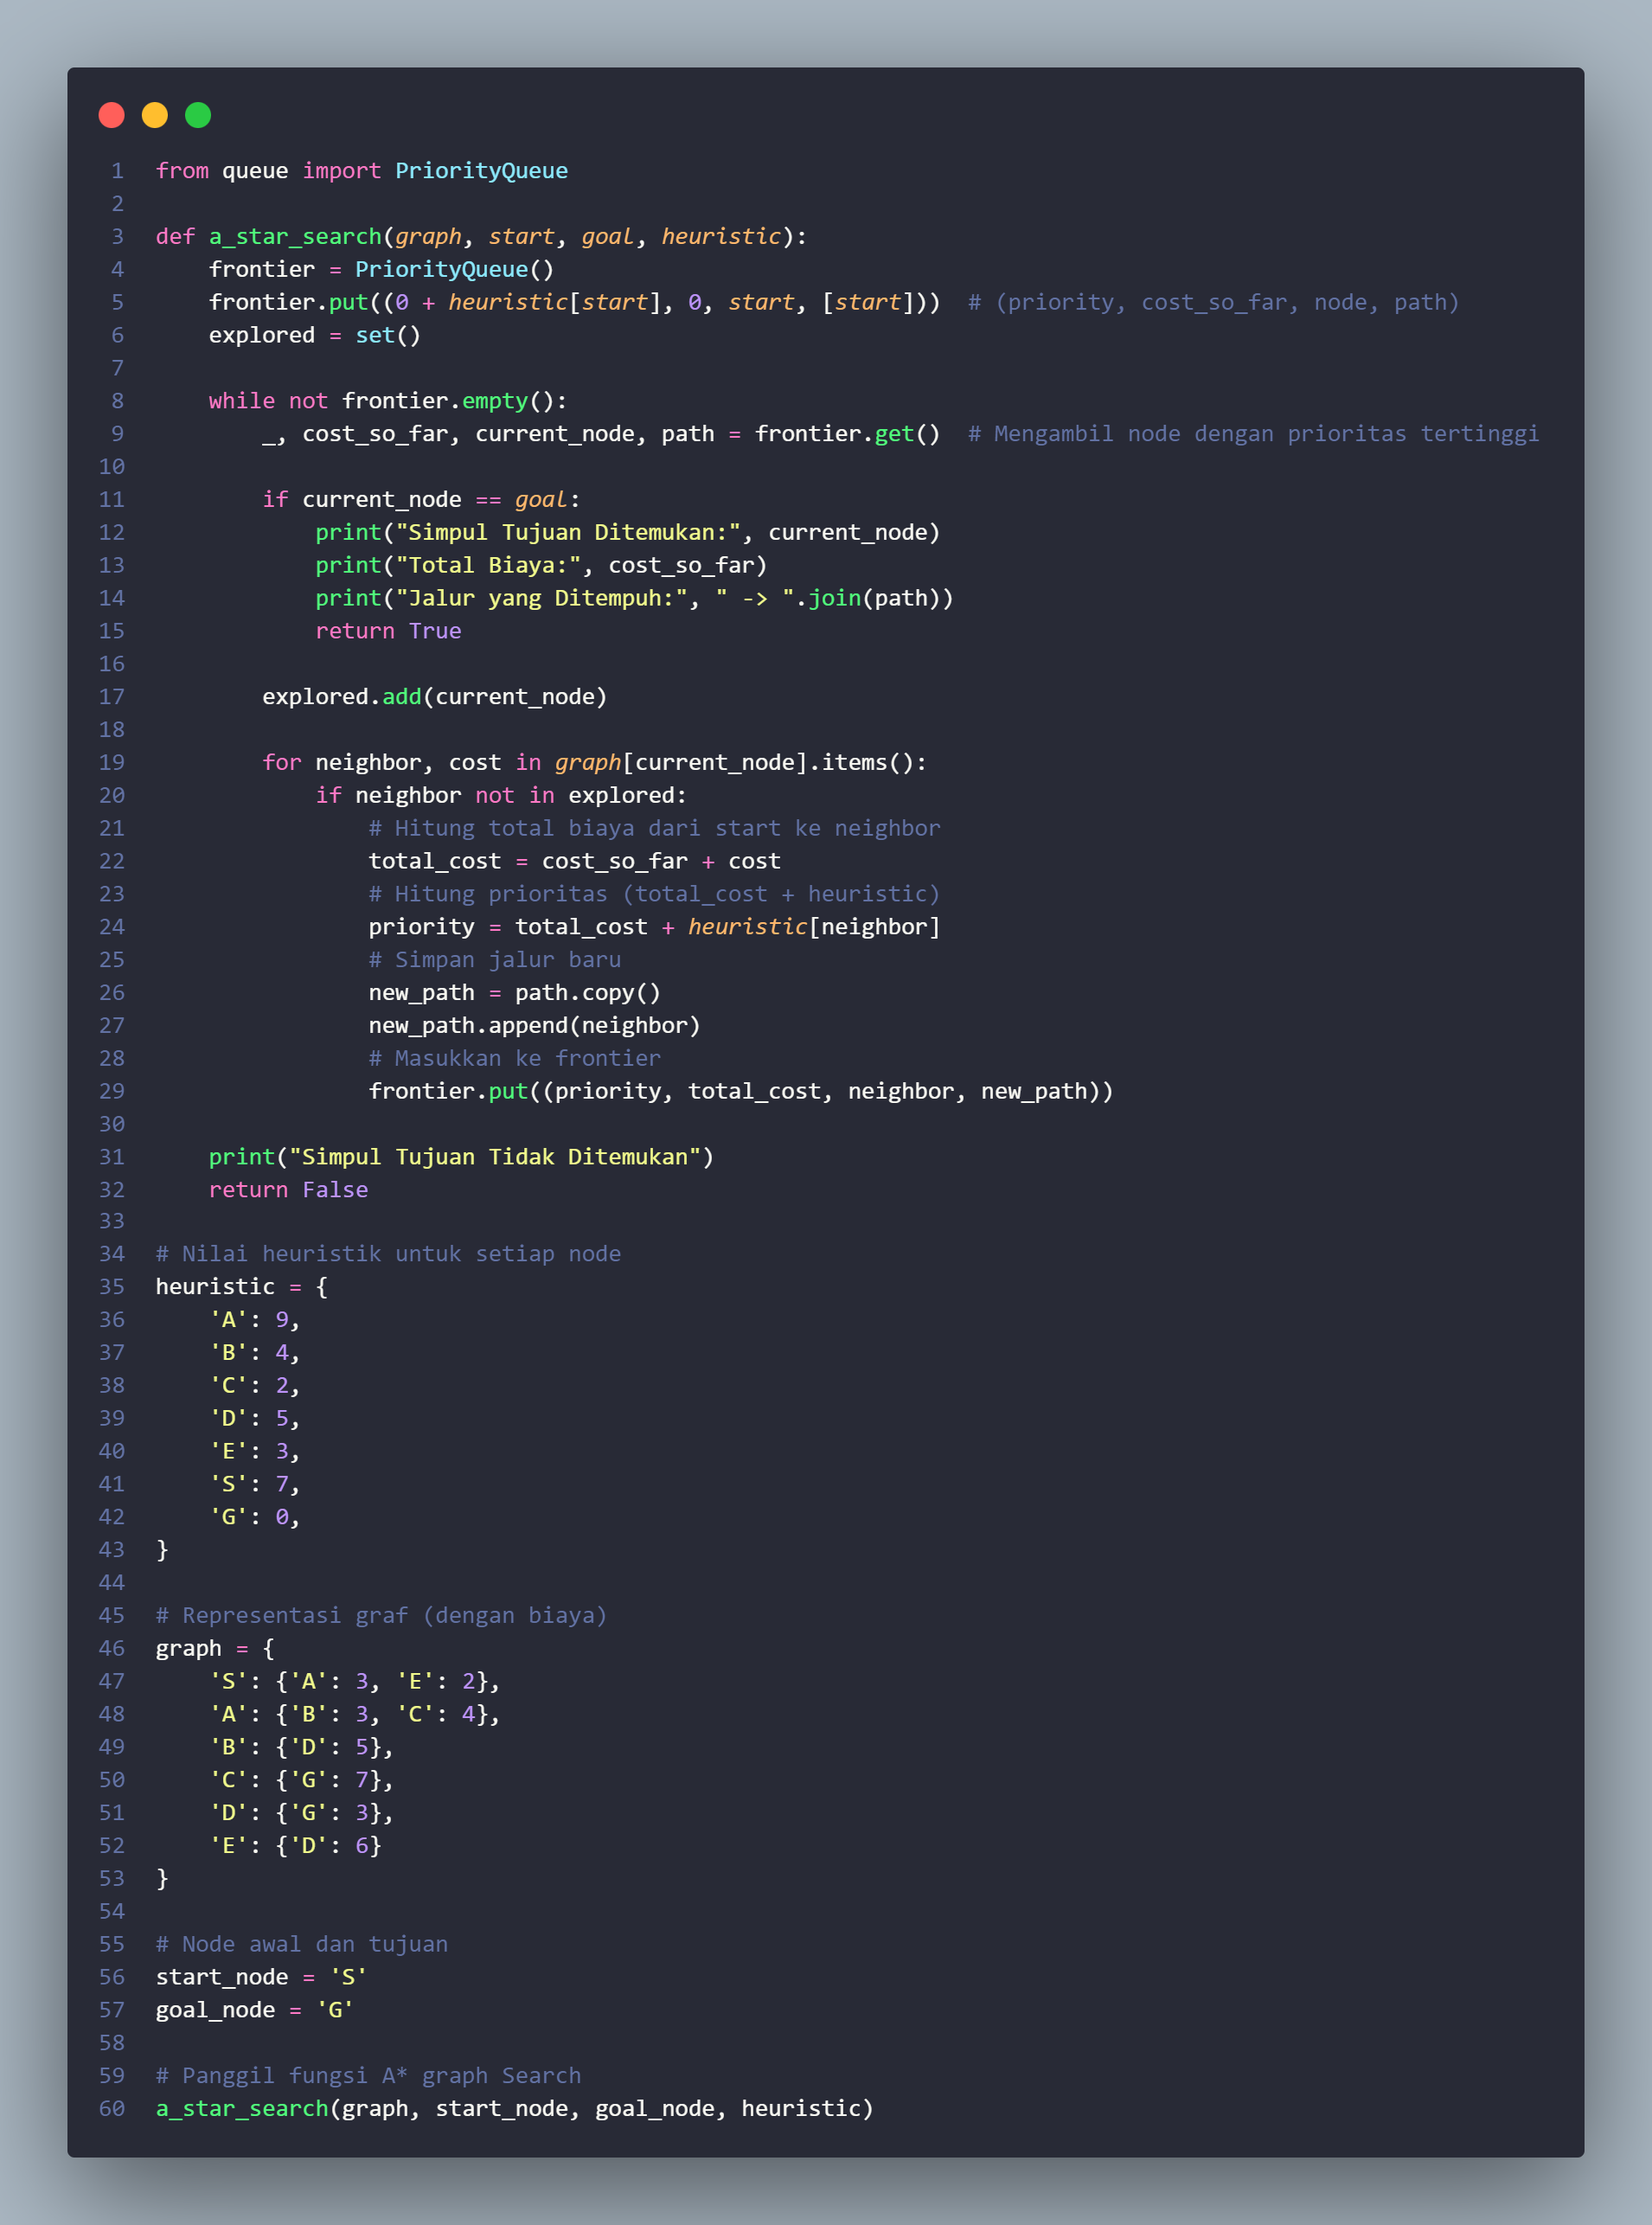 1 from queue import PriorityQueue
2
3 def a_star_search(graph, start, goal, heuristic):
4     frontier = PriorityQueue()
5     frontier.put((0 + heuristic[start], 0, start, [start]))  # (priority, cost_so_far, node, path)
6     explored = set()
7
8     while not frontier.empty():
9         _, cost_so_far, current_node, path = frontier.get()  # Mengambil node dengan prioritas tertinggi
10
11         if current_node == goal:
12             print("Simpul Tujuan Ditemukan:", current_node)
13             print("Total Biaya:", cost_so_far)
14             print("Jalur yang Ditempuh:", " -> ".join(path))
15             return True
16
17         explored.add(current_node)
18
19         for neighbor, cost in graph[current_node].items():
20             if neighbor not in explored:
21                 # Hitung total biaya dari start ke neighbor
22                 total_cost = cost_so_far + cost
23                 # Hitung prioritas (total_cost + heuristic)
24                 priority = total_cost + heuristic[neighbor]
25                 # Simpan jalur baru
26                 new_path = path.copy()
27                 new_path.append(neighbor)
28                 # Masukkan ke frontier
29                 frontier.put((priority, total_cost, neighbor, new_path))
30
31     print("Simpul Tujuan Tidak Ditemukan")
32     return False
33
34 # Nilai heuristik untuk setiap node
35 heuristic = {
36     'A': 9,
37     'B': 4,
38     'C': 2,
39     'D': 5,
40     'E': 3,
41     'S': 7,
42     'G': 0,
43 }
44
45 # Representasi graf (dengan biaya)
46 graph = {
47     'S': {'A': 3, 'E': 2},
48     'A': {'B': 3, 'C': 4},
49     'B': {'D': 5},
50     'C': {'G': 7},
51     'D': {'G': 3},
52     'E': {'D': 6}
53 }
54
55 # Node awal dan tujuan
56 start_node = 'S'
57 goal_node = 'G'
58
59 # Panggil fungsi A* graph Search
60 a_star_search(graph, start_node, goal_node, heuristic)